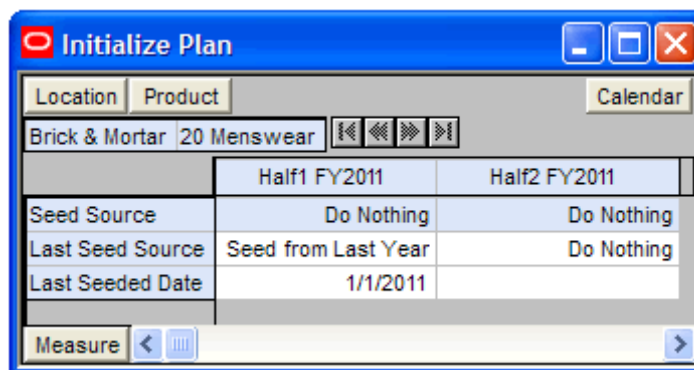 Initialize Plan
Location Product Calendar
Brick & Mortar 20 Menswear
Half1 FY2011 Half2 FY2011
Seed Source Do Nothing Do Nothing
Last Seed Source Seed from Last Year Do Nothing
Last Seeded Date 1/1/2011
Measure